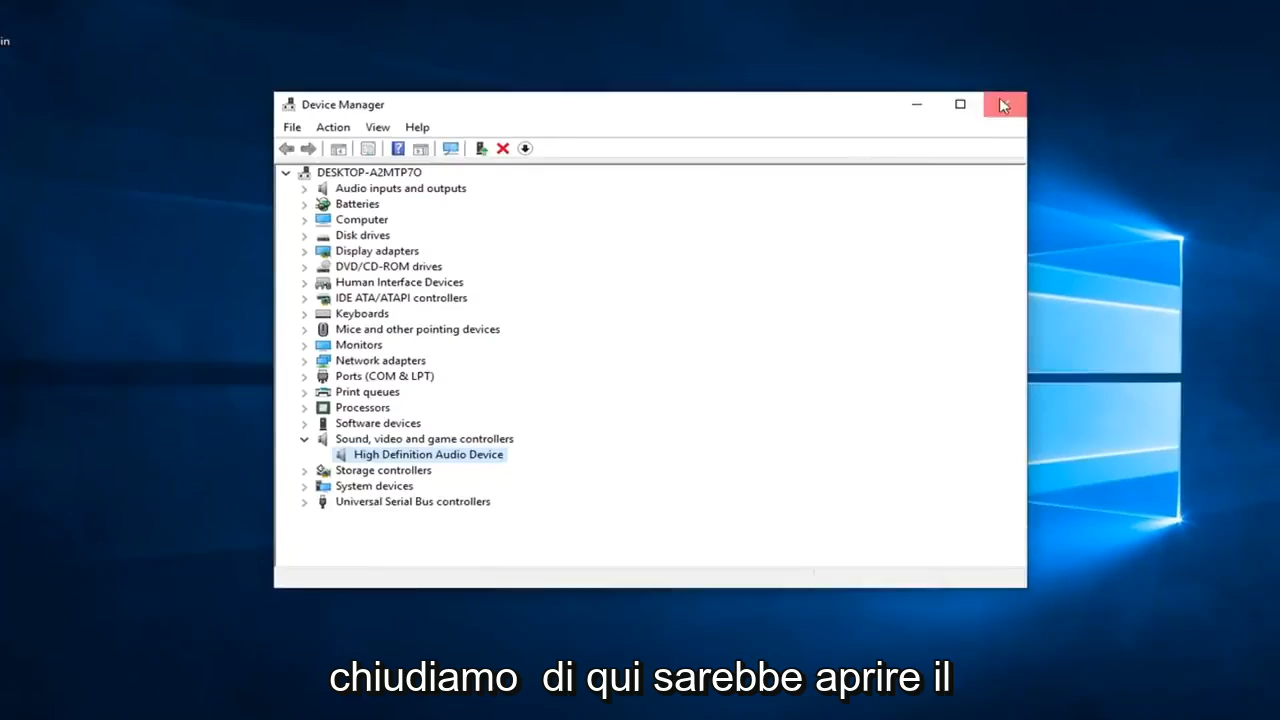 in
Device Manager
File Action View Help
DESKTOP-A2MTP7O
Audio inputs and outputs
Batteries
Computer
Disk drives
Display adapters
DVD/CD-ROM drives
Human Interface Devices
IDE ATA/ATAPI controllers
Keyboards
Mice and other pointing devices
Monitors
Network adapters
Ports (COM & LPT)
Print queues
Processors
Software devices
Sound, video and game controllers
High Definition Audio Device
Storage controllers
System devices
Universal Serial Bus controllers
chiudiamo di qui sarebbe aprire il